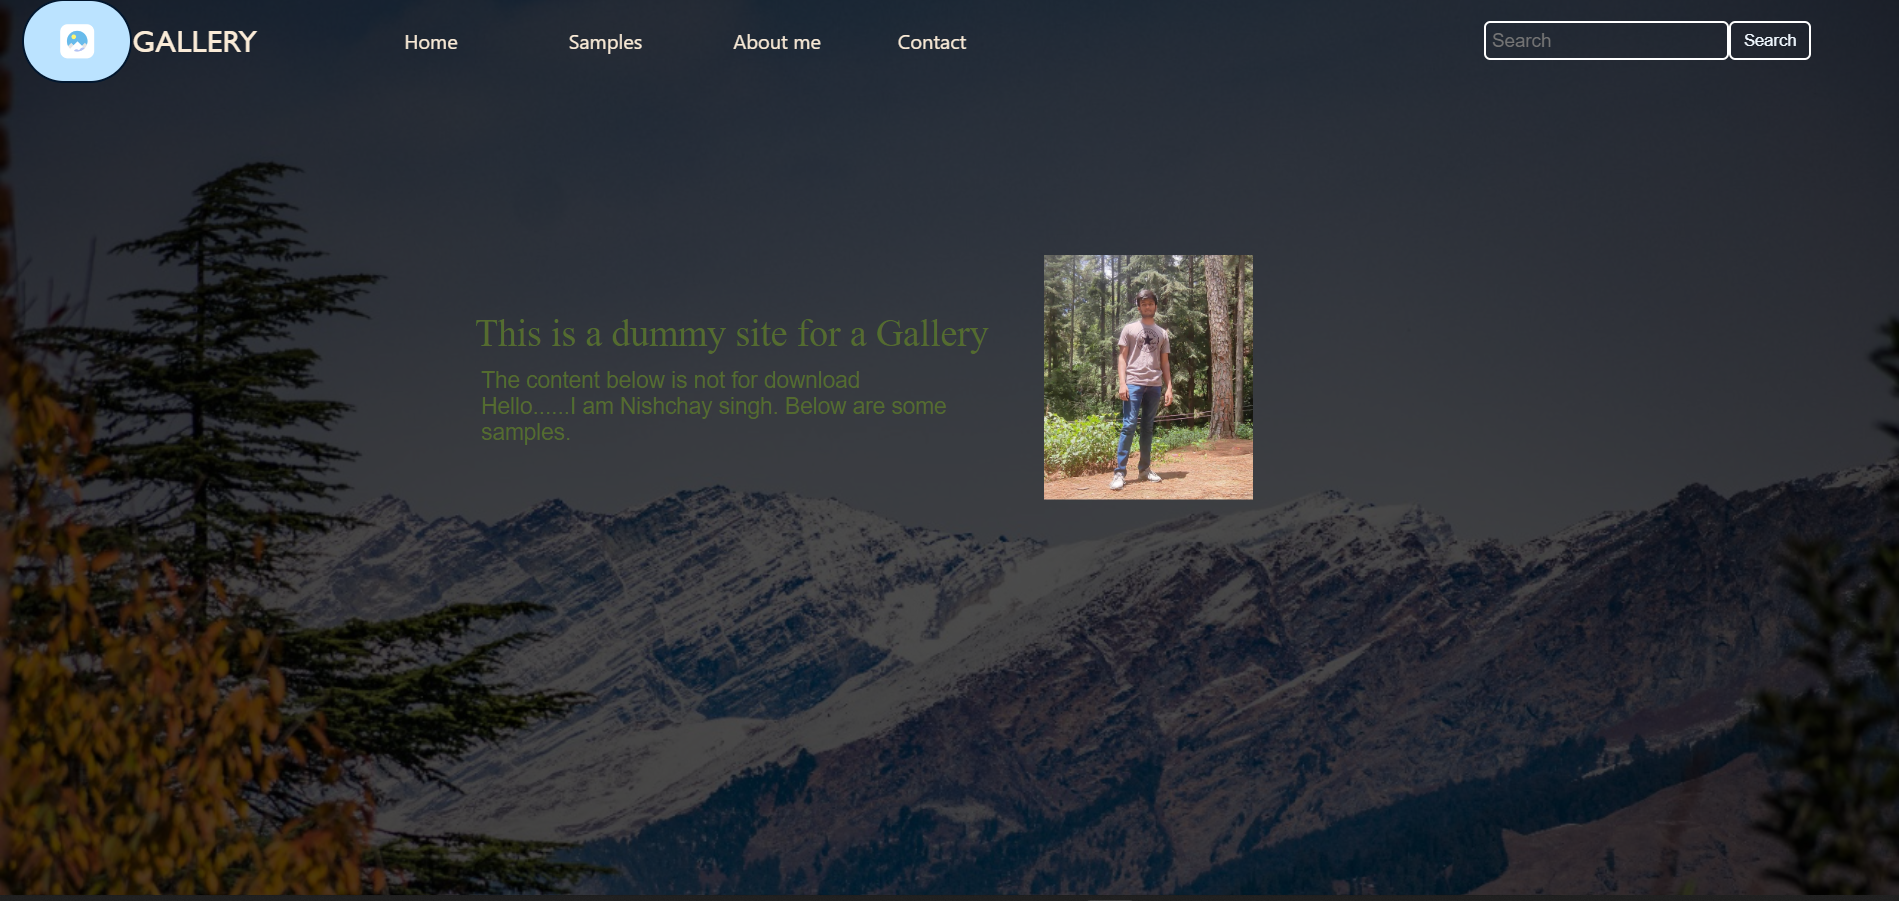 GALLERY
Home
Samples
About me
Contact
Search
Search
This is a dummy site for a Gallery
The content below is not for download
Hello......I am Nishchay singh. Below are some
samples.